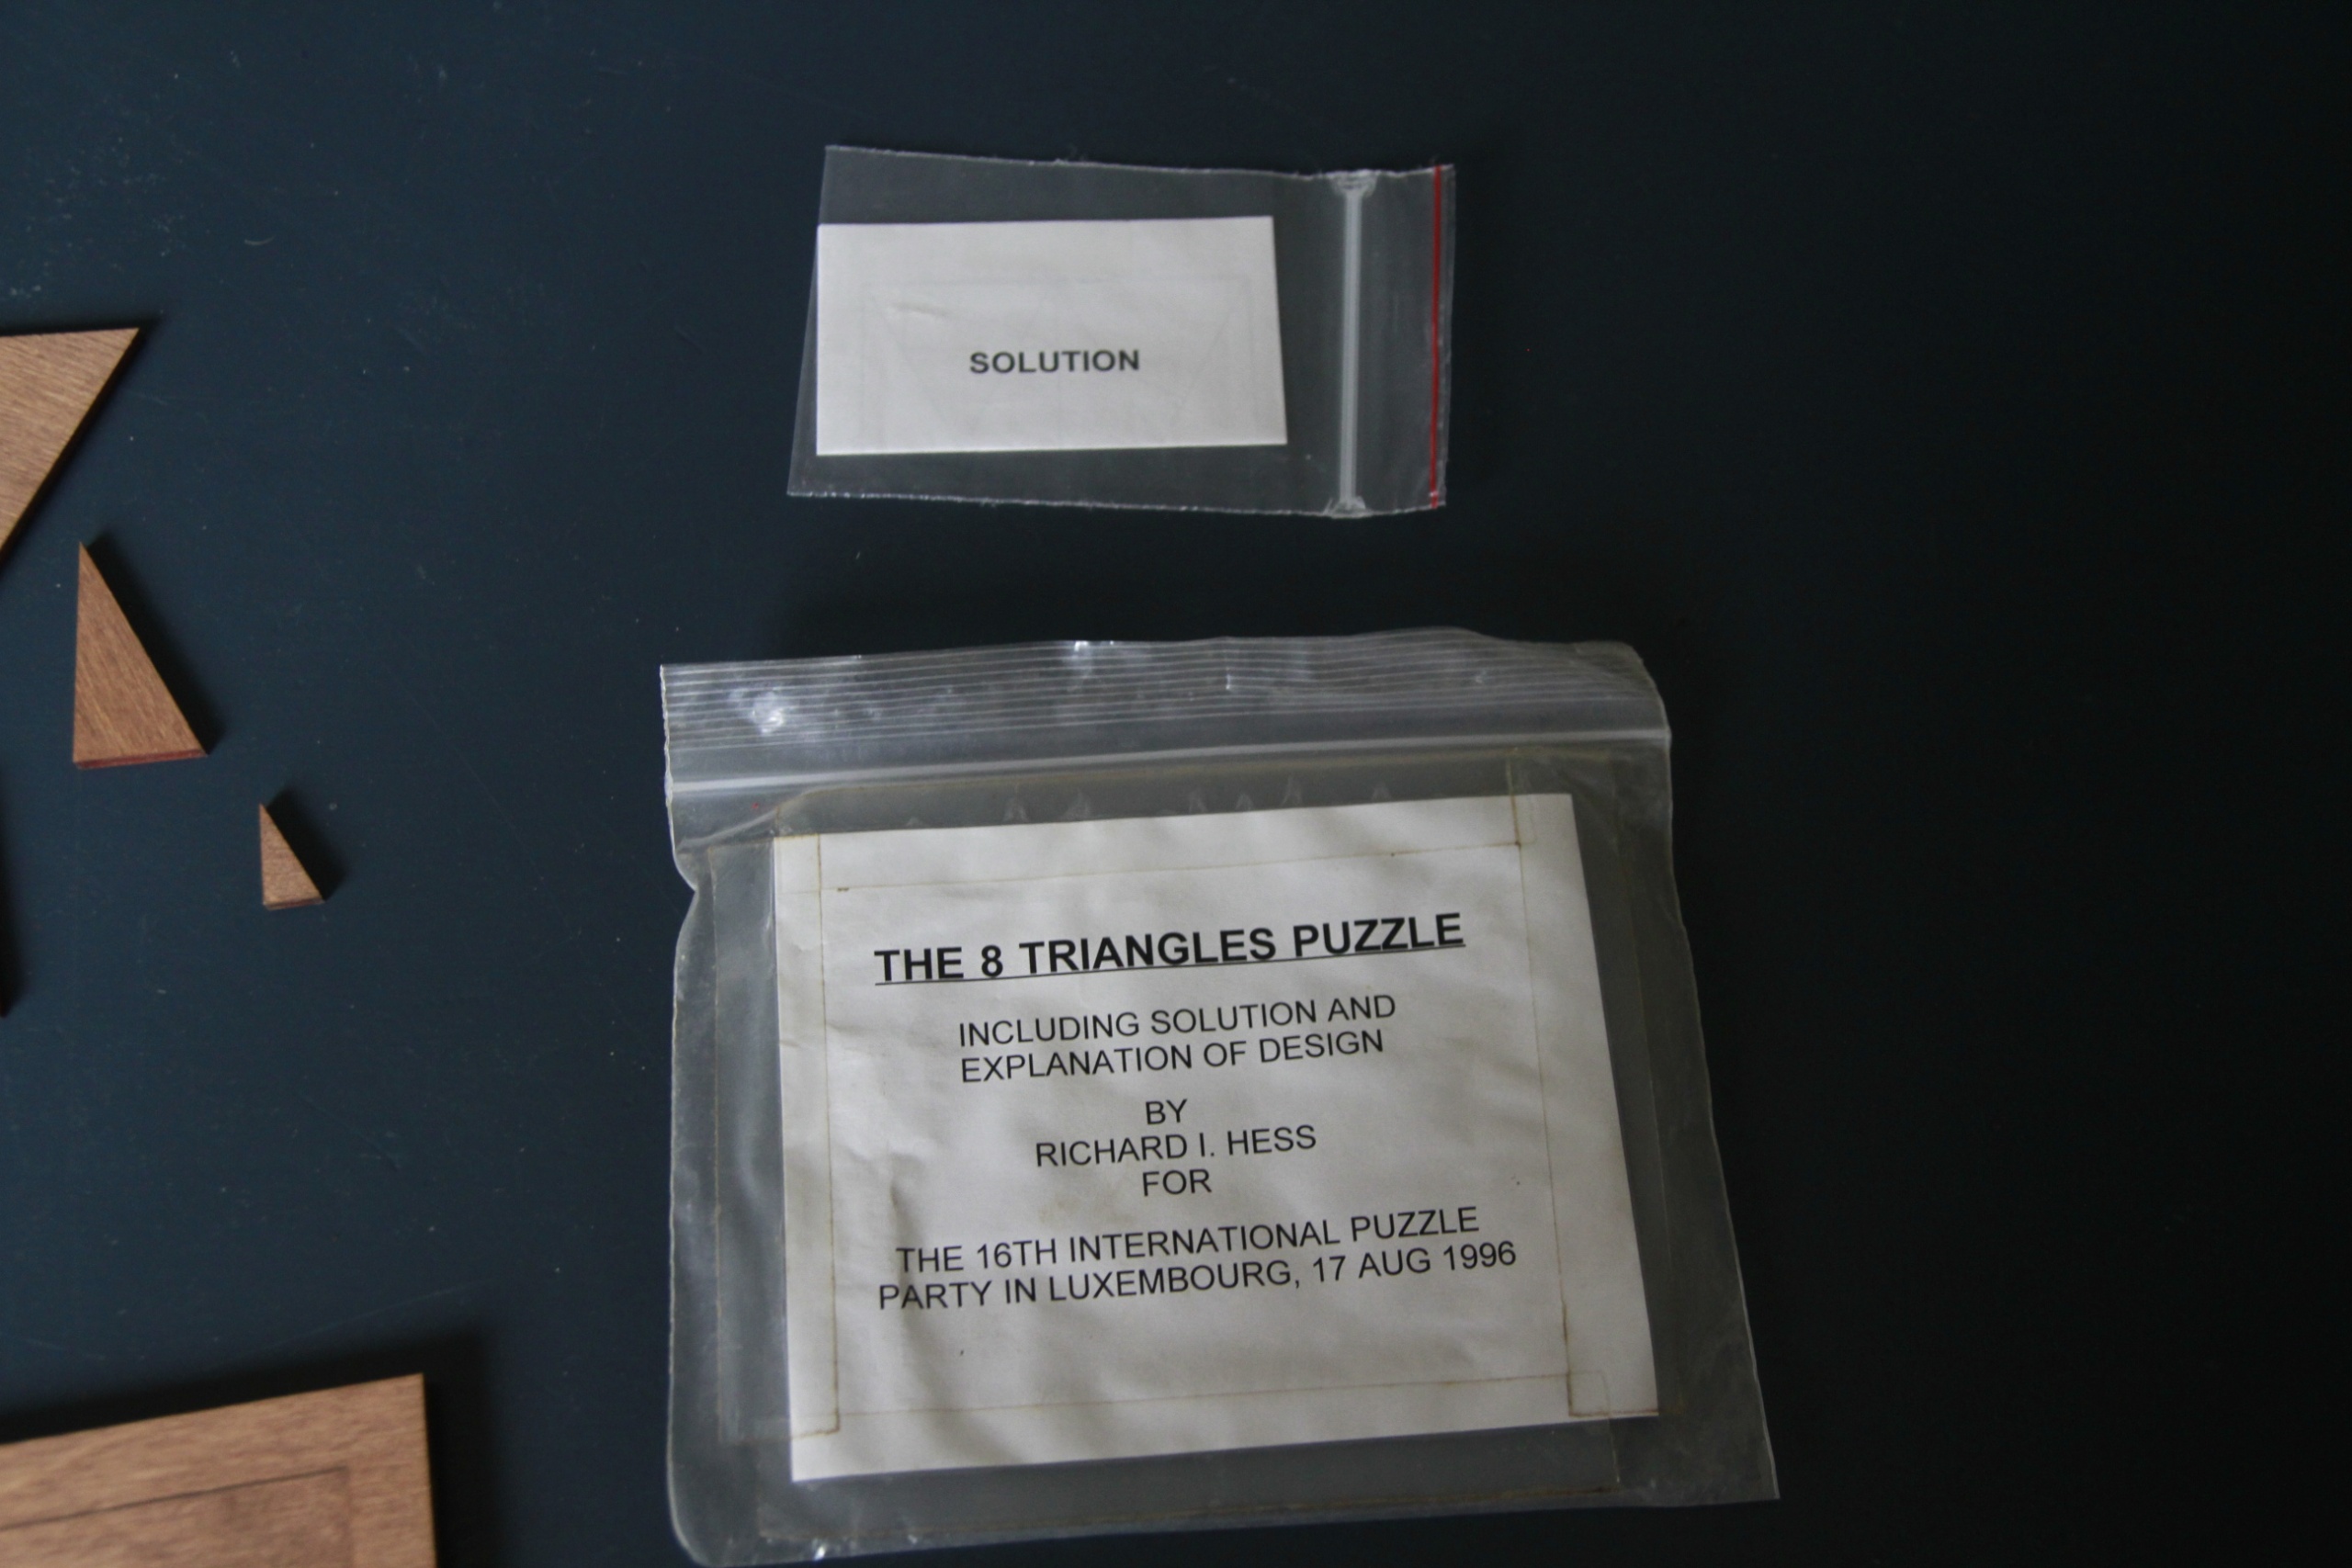 SOLUTION
THE 8 TRIANGLES PUZZLE
INCLUDING SOLUTION AND
EXPLANATION OF DESIGN
BY
RICHARD I. HESS
FOR
THE 16TH INTERNATIONAL PUZZLE
PARTY IN LUXEMBOURG, 17 AUG 1996